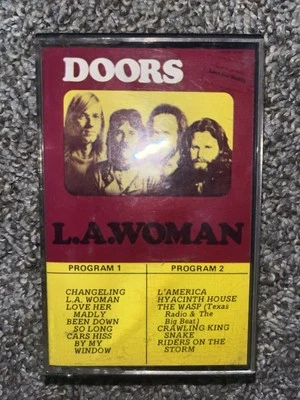 DOORS
L.A.WOMAN
PROGRAM 1
CHANGELING
L.A. WOMAN
LOVE HER
MADLY
BEEN DOWN
SO LONG
CARS HISS
BY MY
WINDOW
PROGRAM 2
L'AMERICA
HYACINTH HOUSE
THE WASP (Texas
Radio & The
Big Beat)
CRAWLING KING
SNAKE
RIDERS ON THE
STORM